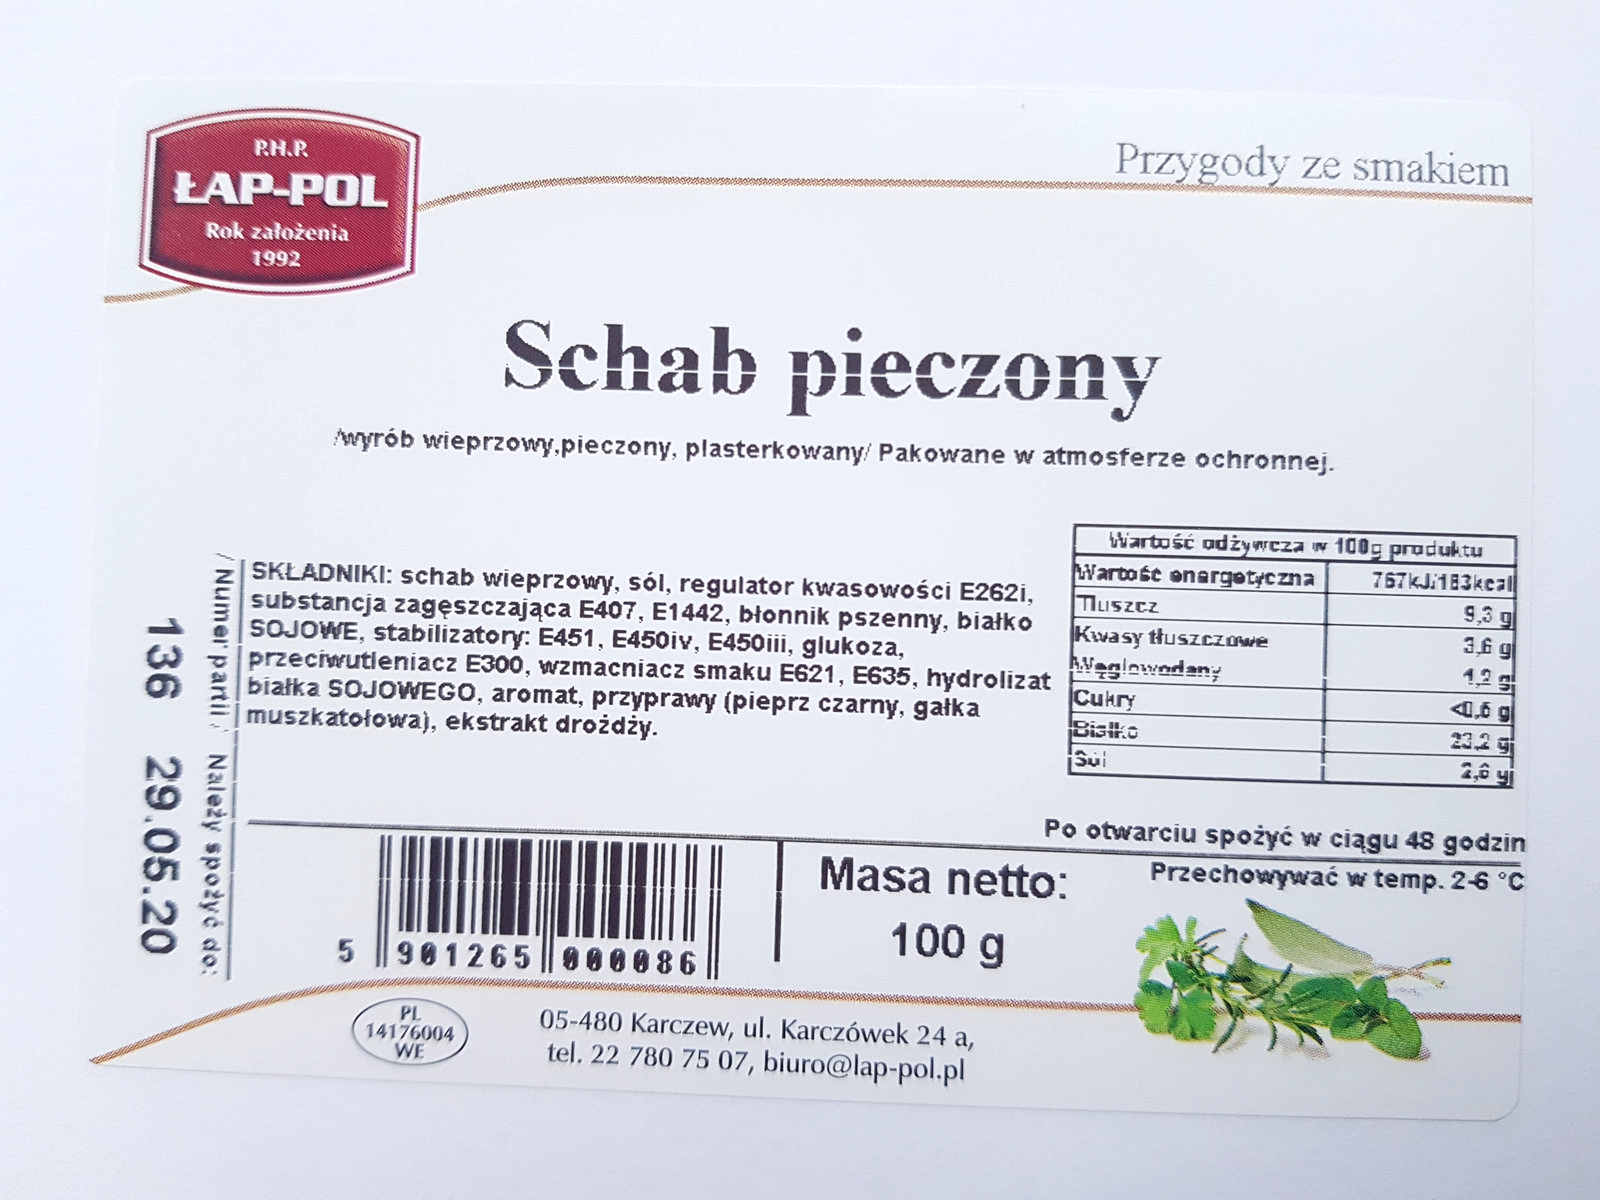 P.H.P.
ŁAP-POL
Rok założenia
1992
Przygody ze smakiem
Schab pieczony
/wyrób wieprzowy,pieczony, plasterkowany/ Pakowane w atmosferze ochronnej.
SKŁADNIKI: schab wieprzowy, sól, regulator kwasowości E262i,
substancja zagęszczająca E407, E1442, błonnik pszenny, białko
SOJOWE, stabilizatory: E451, E450iv, E450iii, glukoza,
przeciwutleniacz E300, wzmacniacz smaku E621, E635, hydrolizat
białka SOJOWEGO, aromat, przyprawy (pieprz czarny, gałka
muszkatołowa), ekstrakt drożdży.
Wartość odżywcza w 100g produktu
Wartość energetyczna 767kJ/183kcal
Tłuszcz 9,3 g
Kwasy tłuszczowe 3,6 g
Węglowodany 1,2 g
Cukry
Białko 23,2 g
Sól
/Numer partii/ Należy spożyć do:
136 29.05.20
Po otwarciu spożyć w ciągu 48 godzin
Przechowywać w temp. 2-6 °C
Masa netto:
100 g
5 901265 000086
PL
14176004
WE
05-480 Karczew, ul. Karczówek 24 a,
tel. 22 780 75 07, biuro@lap-pol.pl